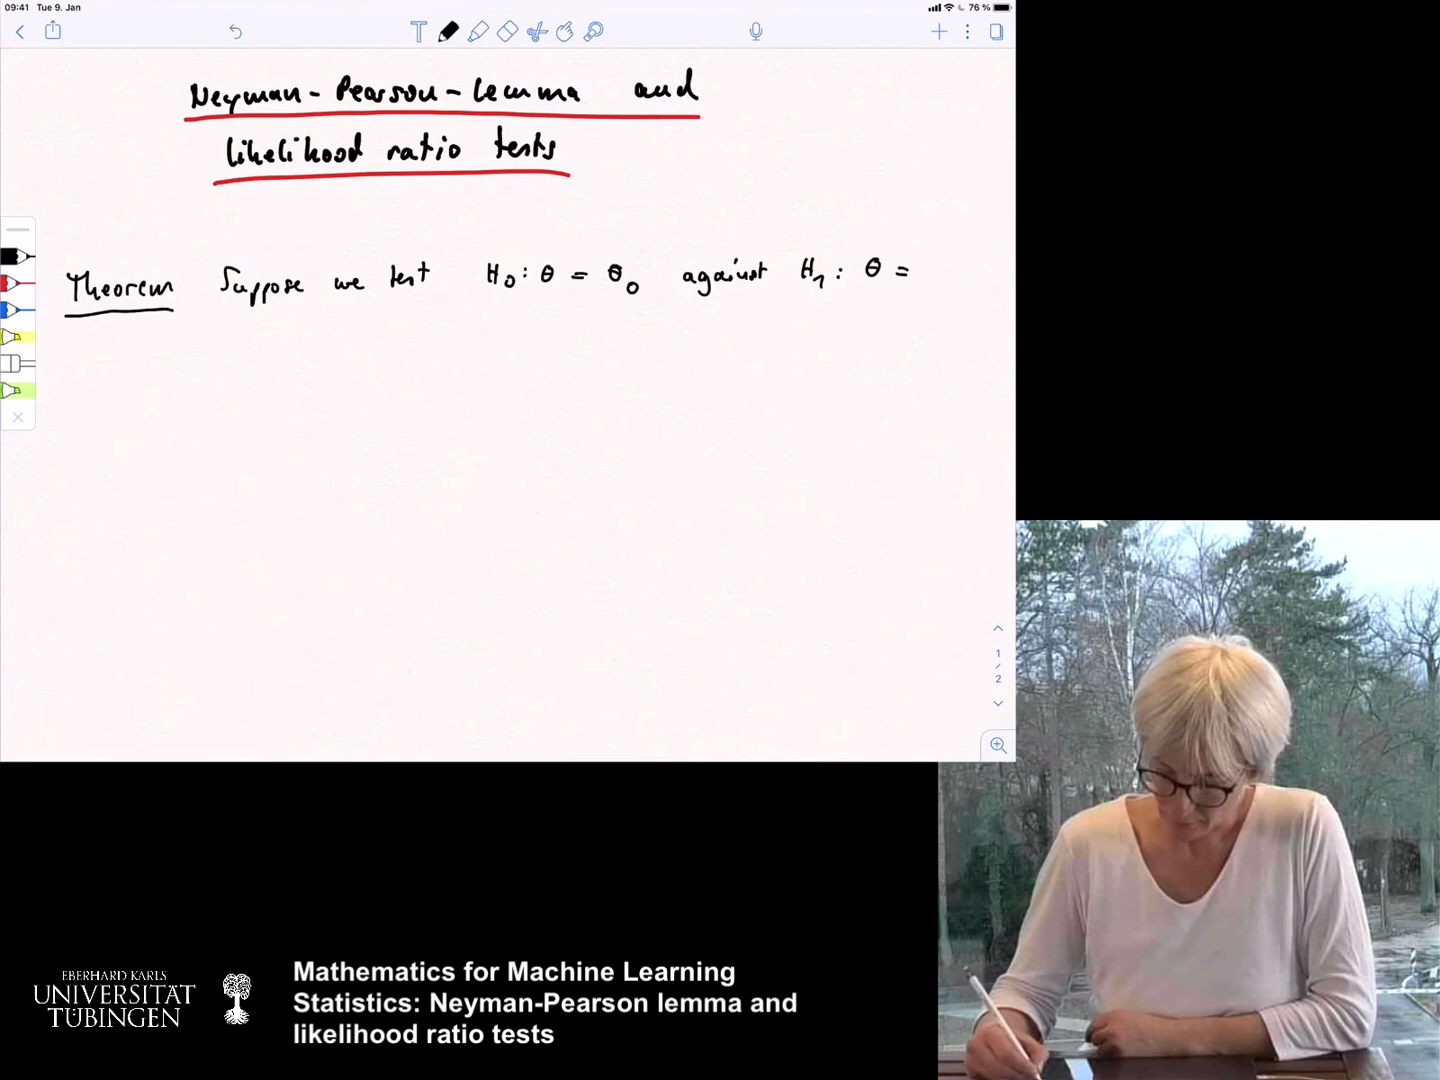 09:41 Tue 9. Jan
76 %
Neyman-Pearson-Lemma and
likelihood ratio tests
Theorem Suppose we test H₀: θ = θ₀ against H₁: θ =
1
/
2
EBERHARD KARLS
UNIVERSITÄT
TÜBINGEN
Mathematics for Machine Learning
Statistics: Neyman-Pearson lemma and
likelihood ratio tests